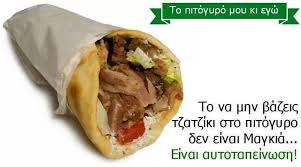 Το πιτόγυρό μου κι εγώ
Το να μην βάζεις
τζατζίκι στο πιτόγυρο
δεν είναι Μαγκιά...
Είναι αυτοταπείνωση!